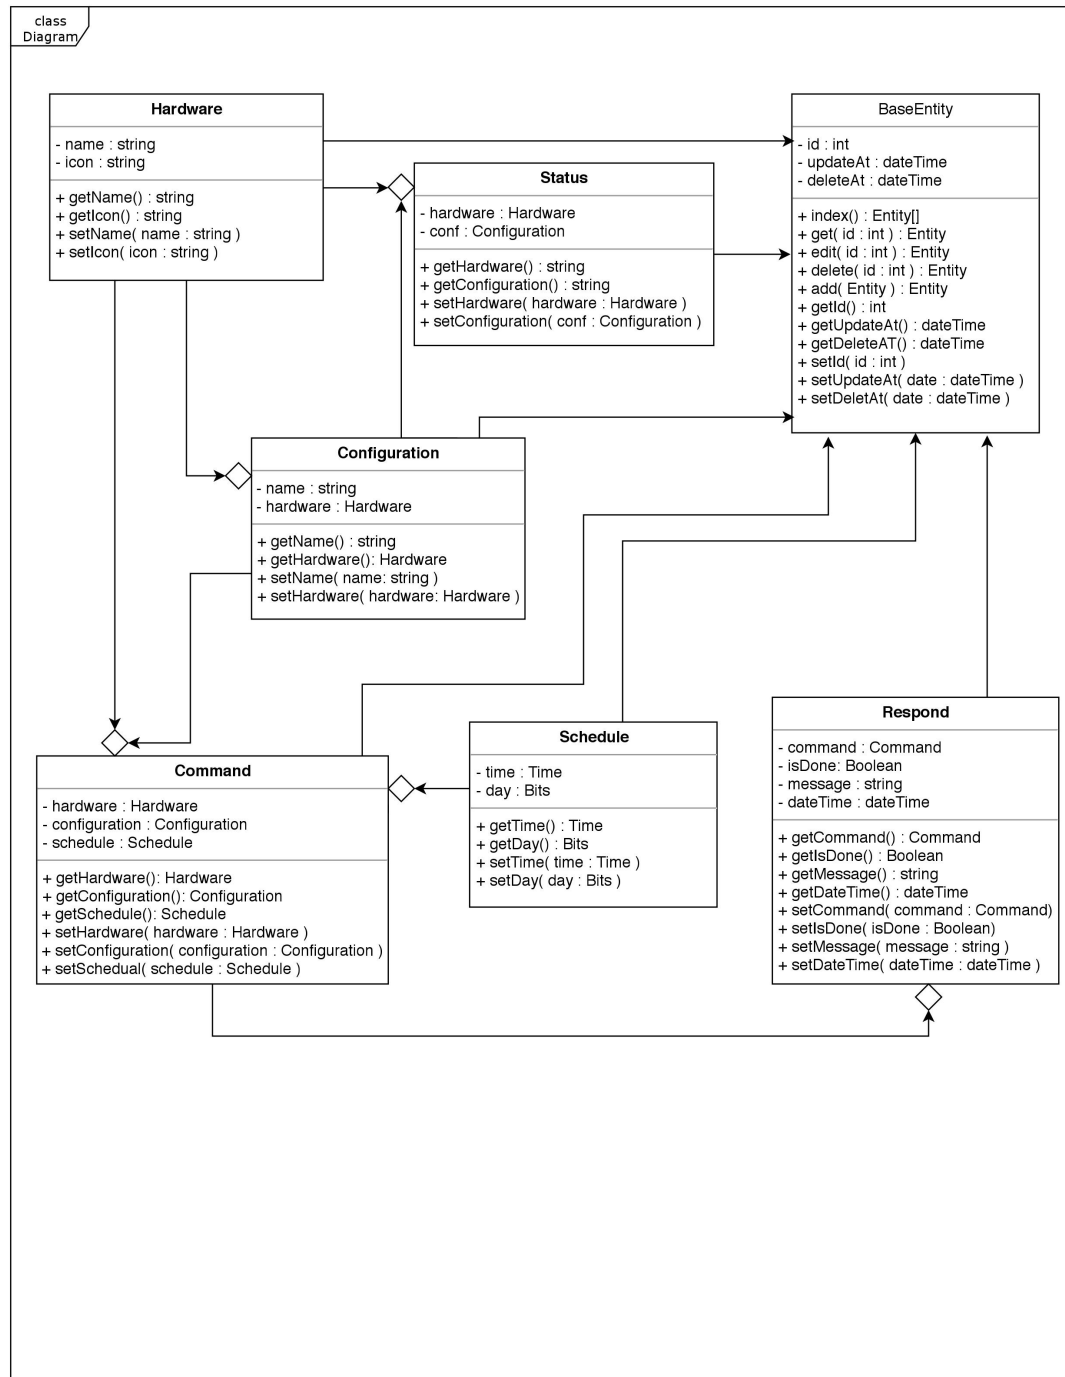 class
Diagram
Hardware
- name : string
- icon : string
+ getName() : string
+ getIcon() : string
+ setName( name : string )
+ setIcon( icon : string )
BaseEntity
- id : int
- updateAt : dateTime
- deleteAt : dateTime
+ index() : Entity[]
+ get( id : int ) : Entity
+ edit( id : int ) : Entity
+ delete( id : int ) : Entity
+ add( Entity ) : Entity
+ getId() : int
+ getUpdateAt() : dateTime
+ getDeleteAT() : dateTime
+ setId( id : int )
+ setUpdateAt( date : dateTime )
+ setDeletAt( date : dateTime )
Status
- hardware : Hardware
- conf : Configuration
+ getHardware() : string
+ getConfiguration() : string
+ setHardware( hardware : Hardware )
+ setConfiguration( conf : Configuration )
Configuration
- name : string
- hardware : Hardware
+ getName() : string
+ getHardware(): Hardware
+ setName( name: string )
+ setHardware( hardware: Hardware )
Command
- hardware : Hardware
- configuration : Configuration
- schedule : Schedule
+ getHardware(): Hardware
+ getConfiguration(): Configuration
+ getSchedule(): Schedule
+ setHardware( hardware : Hardware )
+ setConfiguration( configuration : Configuration )
+ setSchedual( schedule : Schedule )
Schedule
- time : Time
- day : Bits
+ getTime() : Time
+ getDay() : Bits
+ setTime( time : Time )
+ setDay( day : Bits )
Respond
- command : Command
- isDone: Boolean
- message : string
- dateTime : dateTime
+ getCommand() : Command
+ getIsDone() : Boolean
+ getMessage() : string
+ getDateTime() : dateTime
+ setCommand( command : Command)
+ setIsDone( isDone : Boolean)
+ setMessage( message : string )
+ setDateTime( dateTime : dateTime )